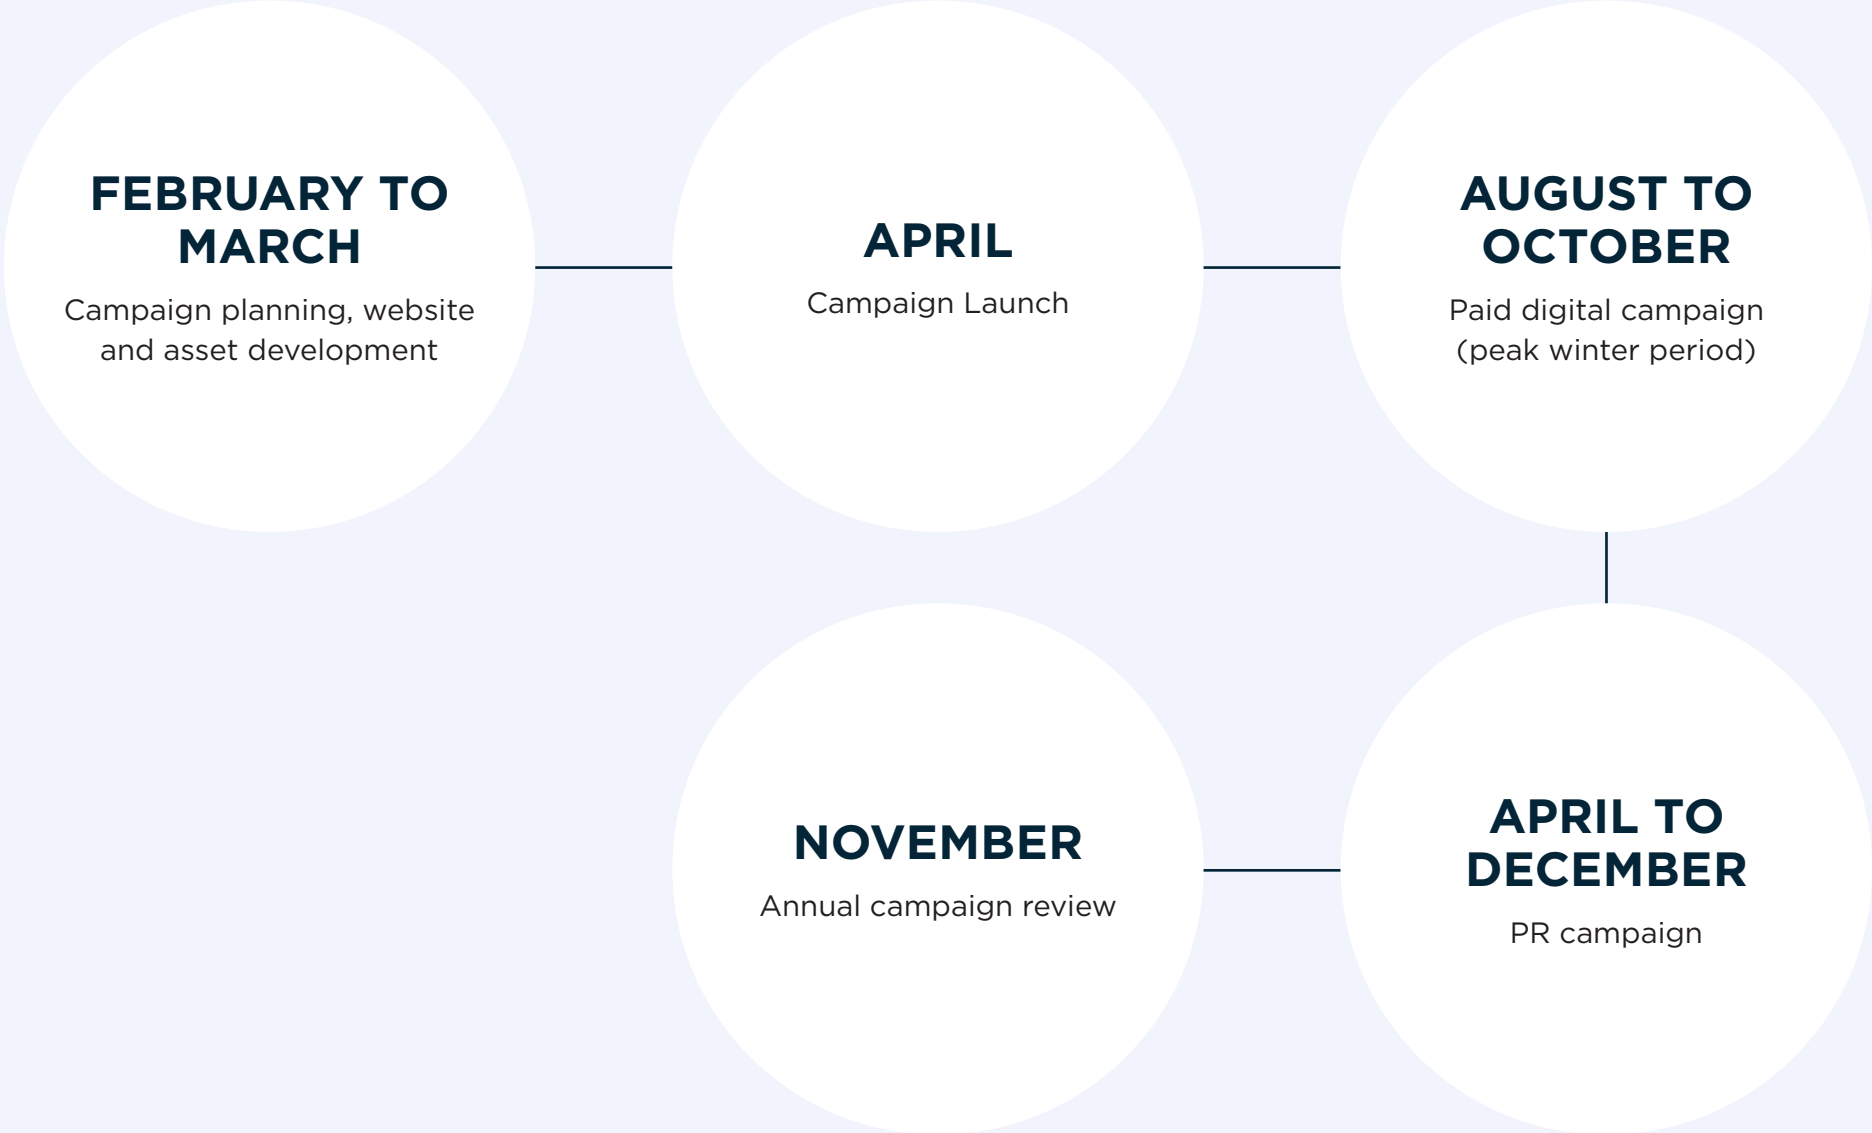 FEBRUARY TO
MARCH
Campaign planning, website
and asset development
APRIL
Campaign Launch
AUGUST TO
OCTOBER
Paid digital campaign
(peak winter period)
APRIL TO
DECEMBER
PR campaign
NOVEMBER
Annual campaign review